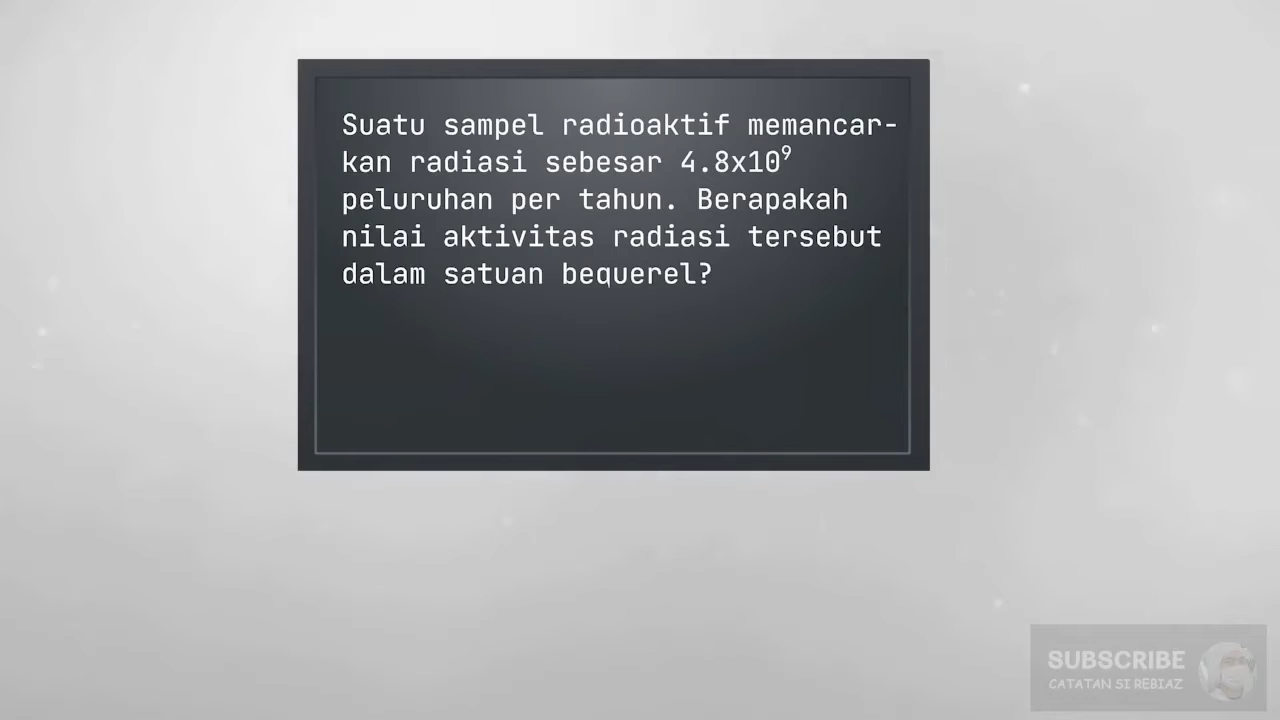 Suatu sampel radioaktif memancar-
kan radiasi sebesar 4.8x10⁹
peluruhan per tahun. Berapakah
nilai aktivitas radiasi tersebut
dalam satuan bequerel?
SUBSCRIBE
CATATAN SI REBIAZ